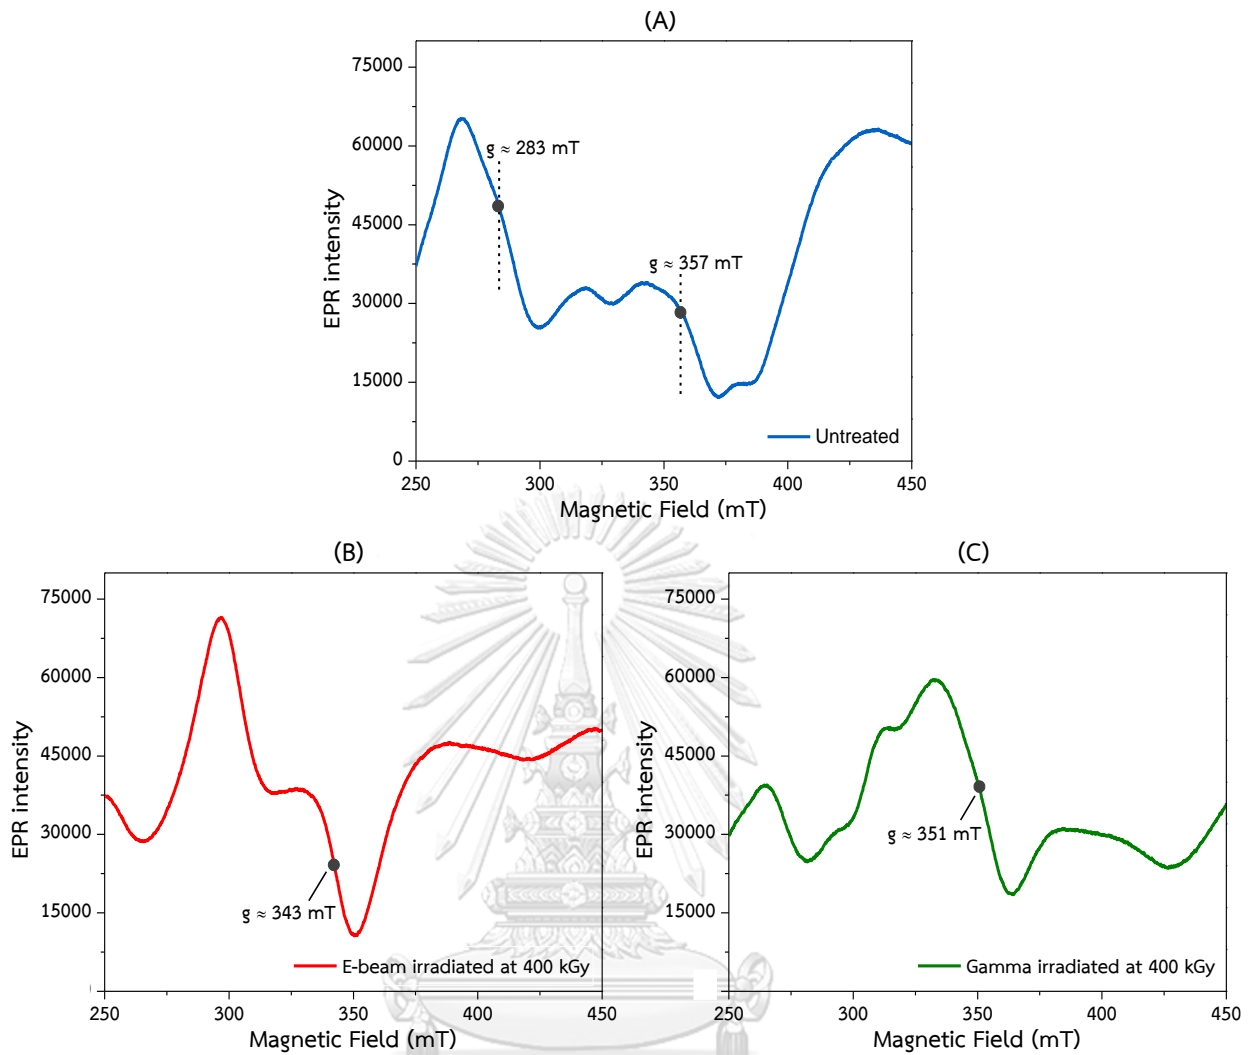 (A)
75000
60000
45000
30000
15000
0
EPR intensity
g ≈ 283 mT
g ≈ 357 mT
Untreated
250
300
350
400
450
Magnetic Field (mT)
(B)
75000
60000
45000
30000
15000
EPR intensity
g ≈ 343 mT
E-beam irradiated at 400 kGy
250
300
350
400
450
Magnetic Field (mT)
(C)
75000
60000
45000
30000
15000
EPR intensity
g ≈ 351 mT
Gamma irradiated at 400 kGy
250
300
350
400
450
Magnetic Field (mT)